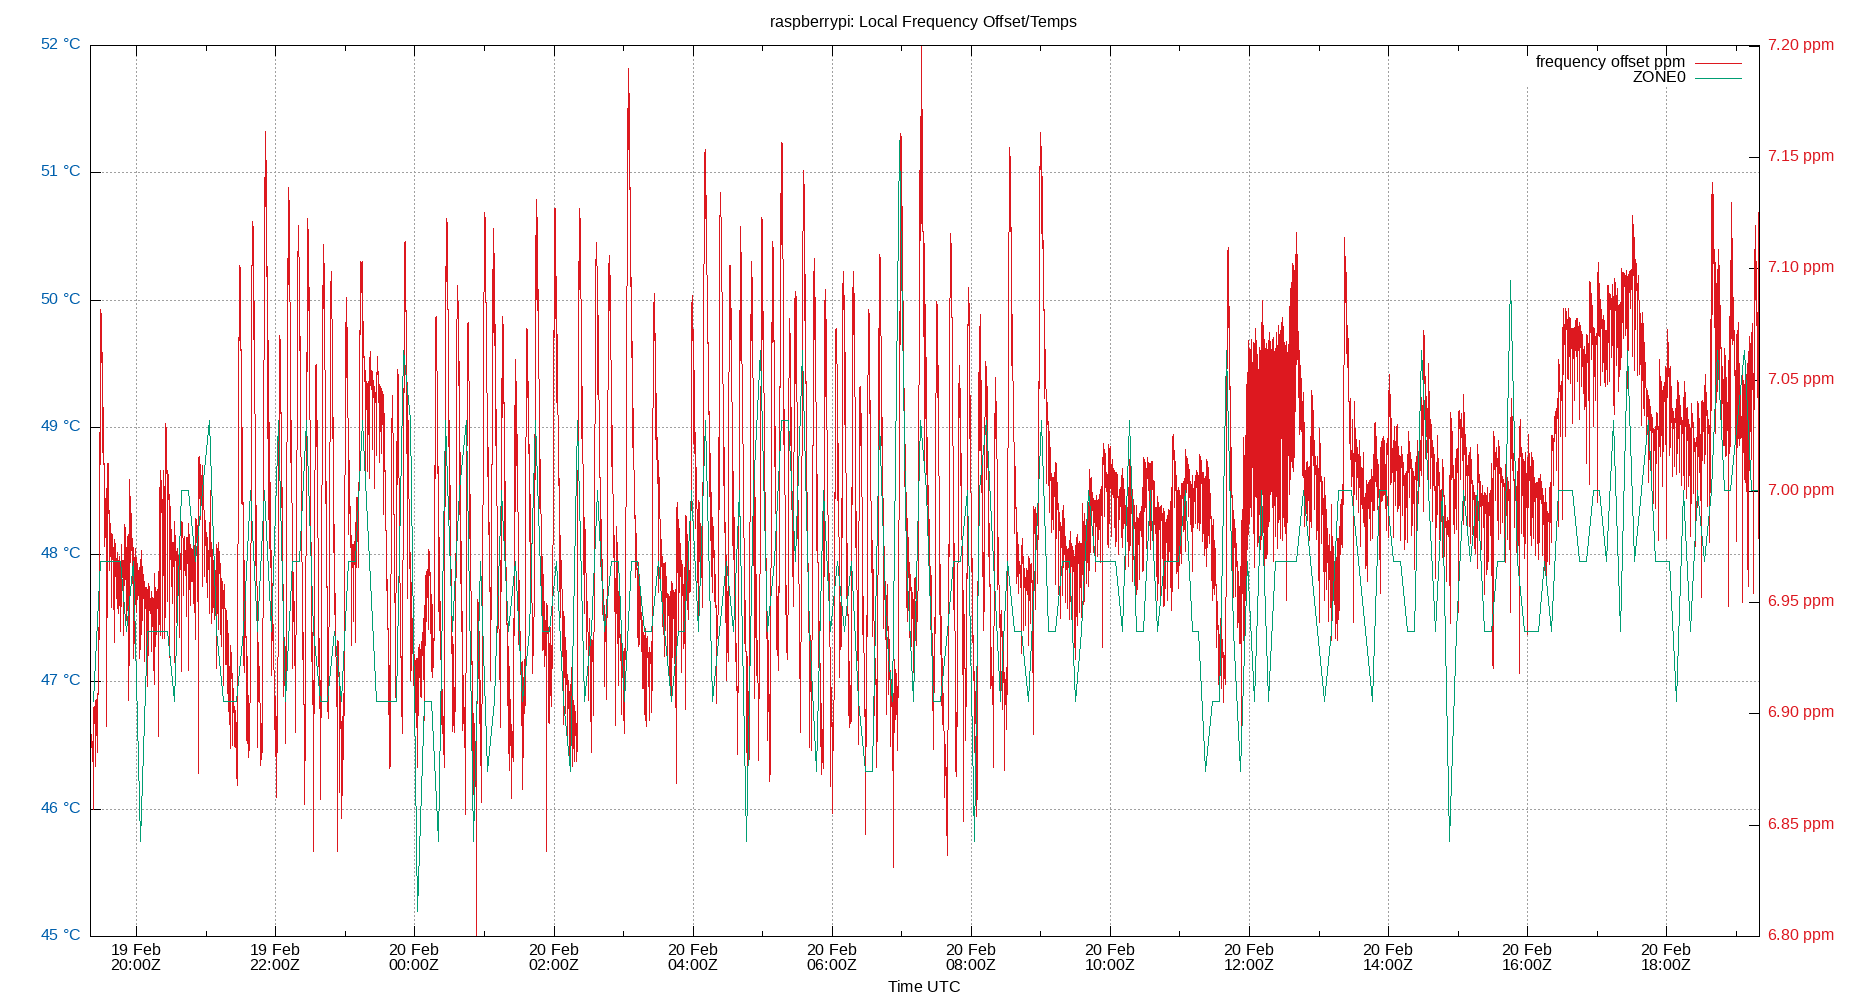 raspberrypi: Local Frequency Offset/Temps
52 °C
51 °C
50 °C
49 °C
48 °C
47 °C
46 °C
45 °C
7.20 ppm
7.15 ppm
7.10 ppm
7.05 ppm
7.00 ppm
6.95 ppm
6.90 ppm
6.85 ppm
6.80 ppm
frequency offset ppm
ZONE0
19 Feb
20:00Z
19 Feb
22:00Z
20 Feb
00:00Z
20 Feb
02:00Z
20 Feb
04:00Z
20 Feb
06:00Z
20 Feb
08:00Z
20 Feb
10:00Z
20 Feb
12:00Z
20 Feb
14:00Z
20 Feb
16:00Z
20 Feb
18:00Z
Time UTC